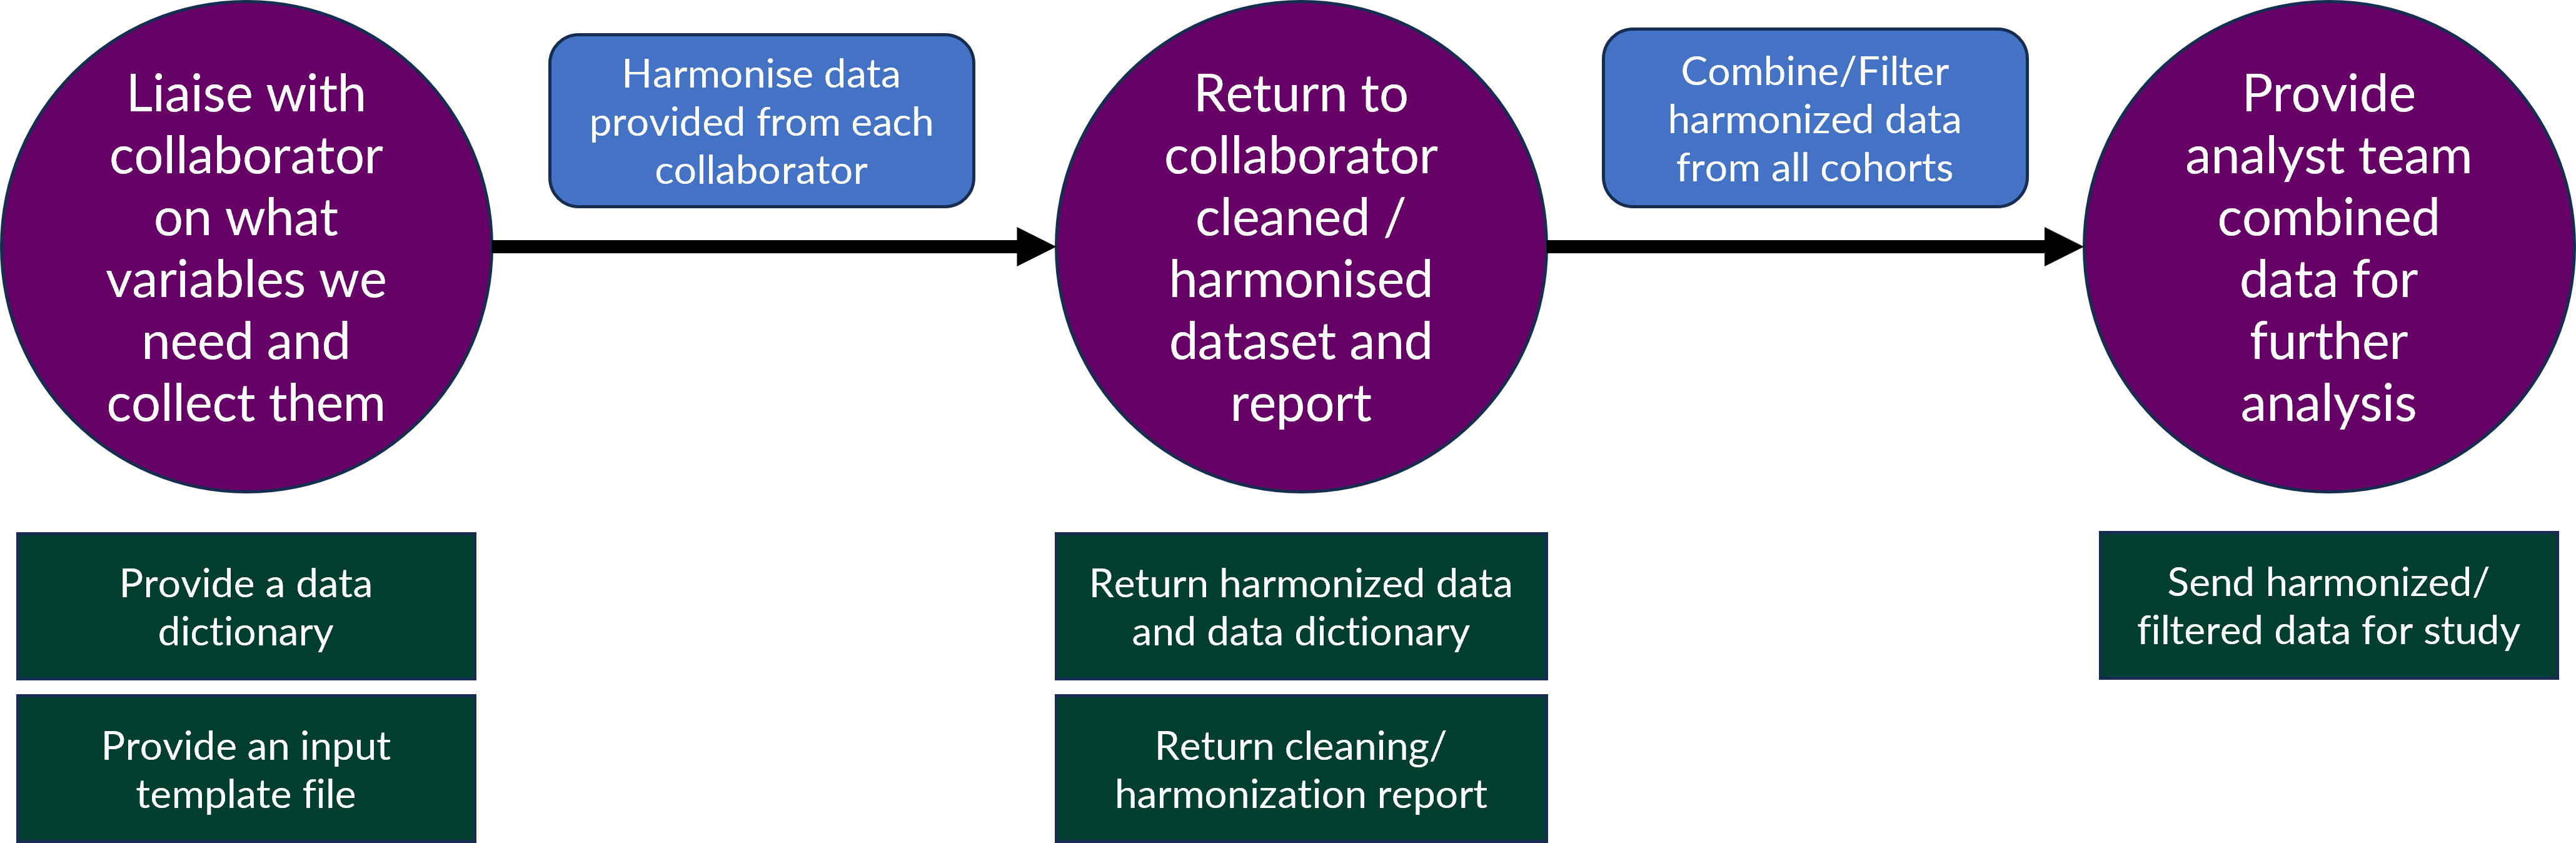 Liaise with
collaborator
on what
variables we
need and
collect them
Harmonise data
provided from each
collaborator
Return to
collaborator
cleaned /
harmonised
dataset and
report
Combine/Filter
harmonized data
from all cohorts
Provide
analyst team
combined
data for
further
analysis
Provide a data
dictionary
Provide an input
template file
Return harmonized data
and data dictionary
Return cleaning/
harmonization report
Send harmonized/
filtered data for study